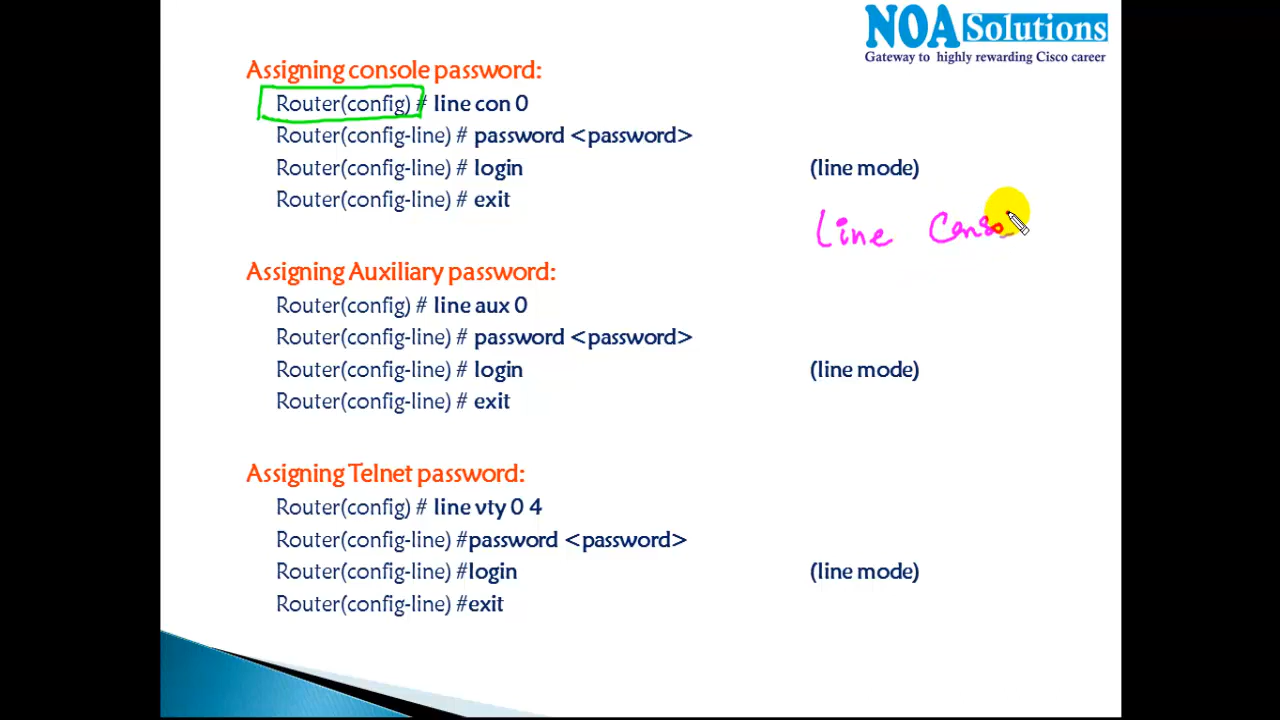 NOA Solutions
Gateway to highly rewarding Cisco career
Assigning console password:
Router(config) # line con 0
Router(config-line) # password <password>
Router(config-line) # login (line mode)
Router(config-line) # exit
Line Conso
Assigning Auxiliary password:
Router(config) # line aux 0
Router(config-line) # password <password>
Router(config-line) # login (line mode)
Router(config-line) # exit
Assigning Telnet password:
Router(config) # line vty 0 4
Router(config-line) #password <password>
Router(config-line) #login (line mode)
Router(config-line) #exit